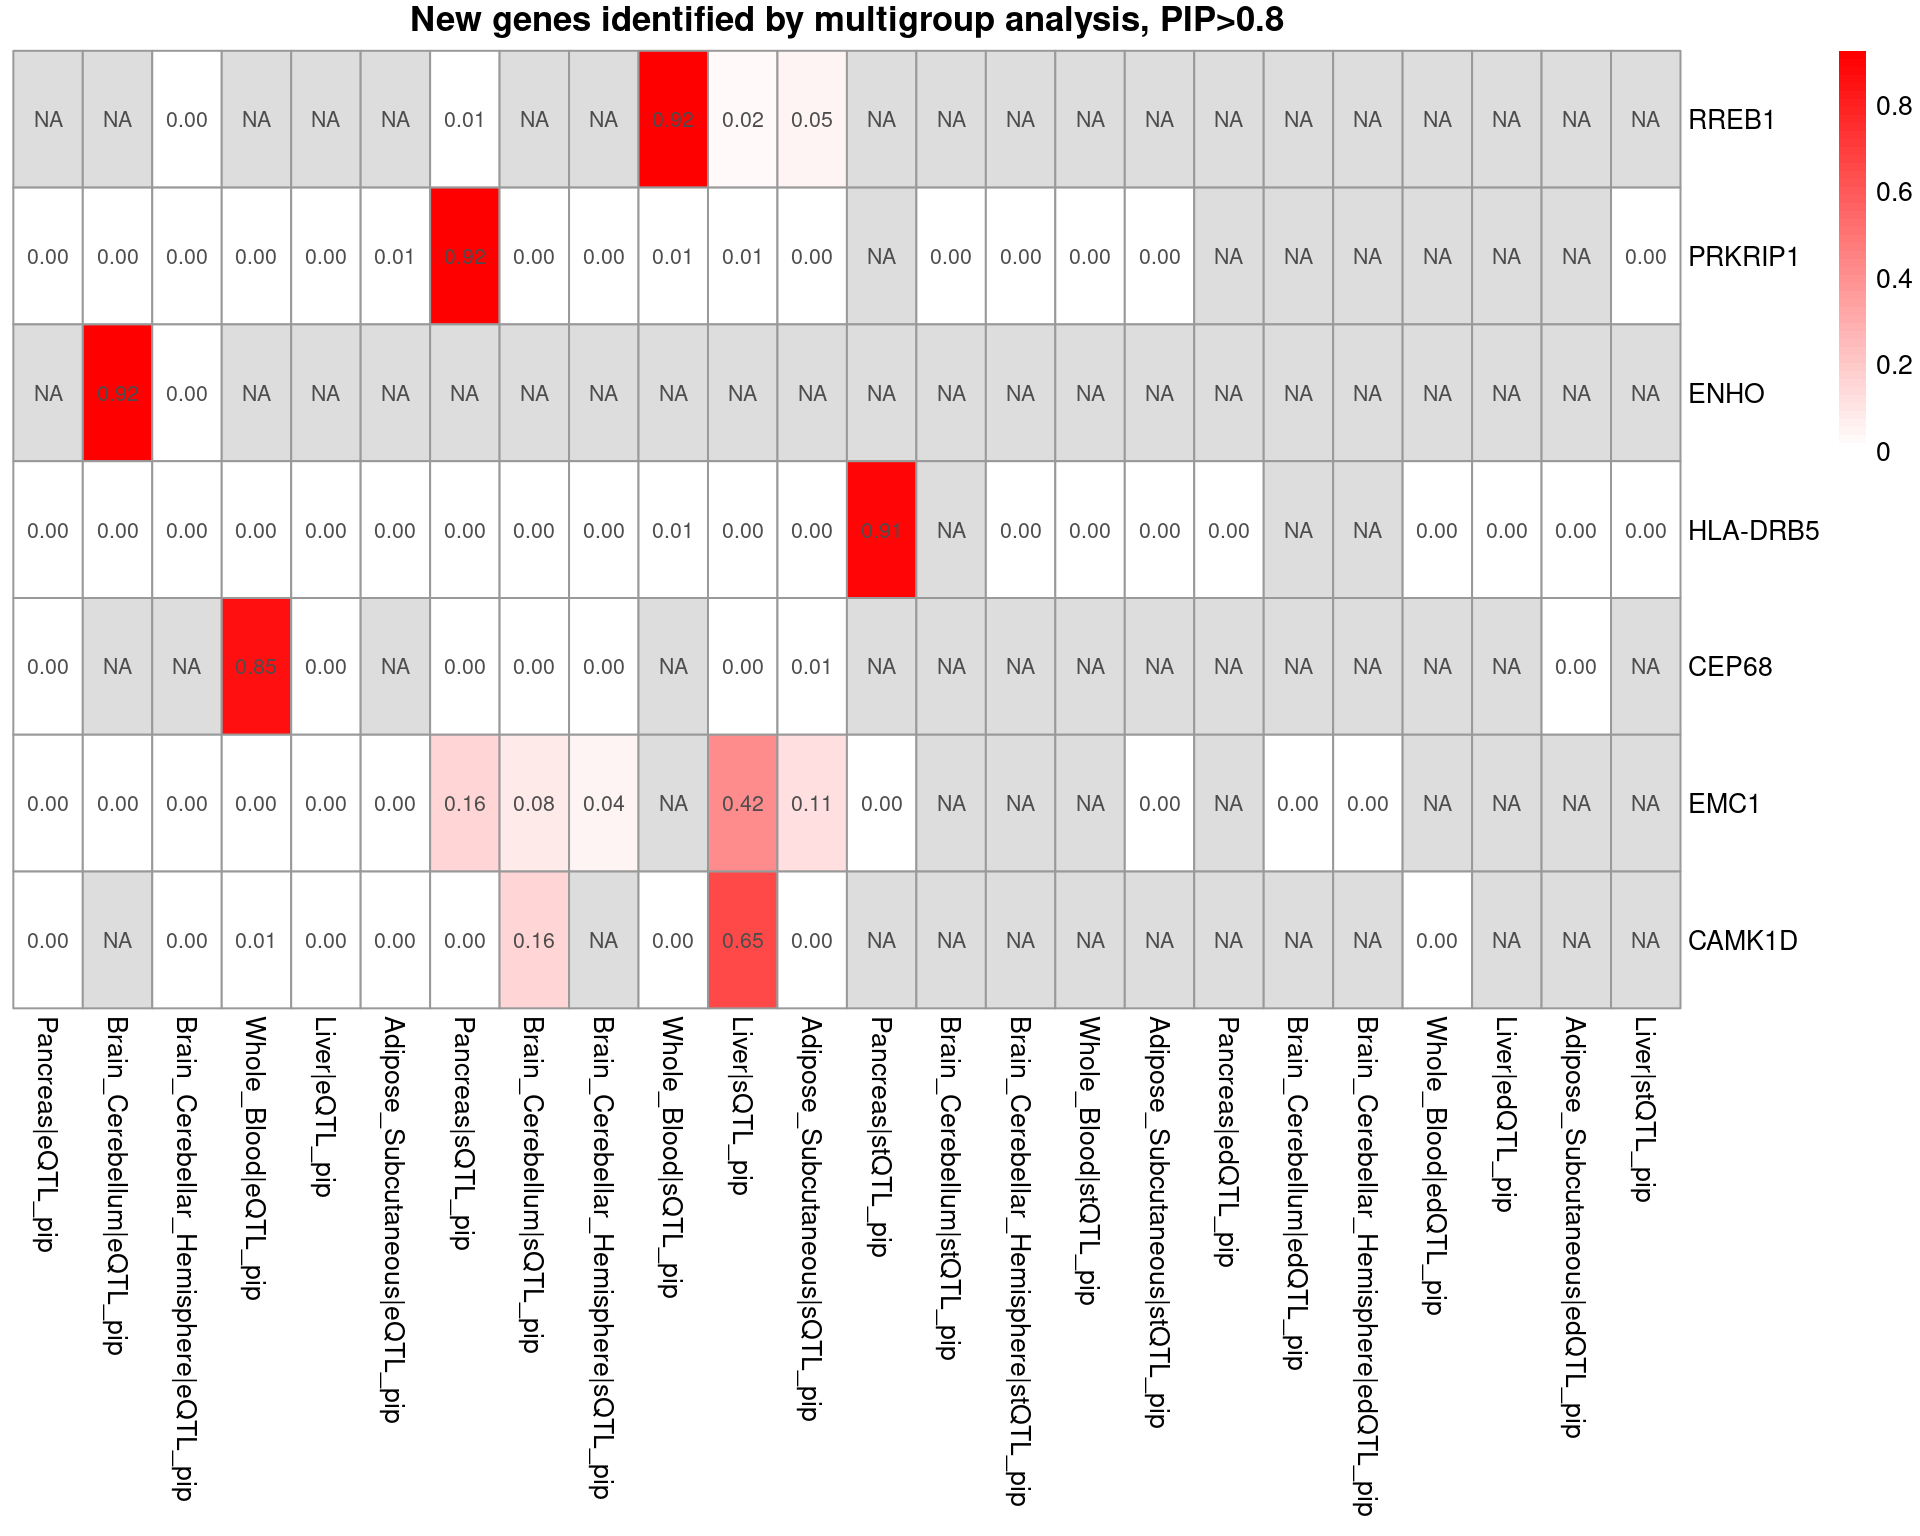 New genes identified by multigroup analysis, PIP>0.8
NA NA 0.00 NA NA NA 0.01 NA NA 0.92 0.02 0.05 NA NA NA NA NA NA NA NA NA NA NA NA RREB1
0.00 0.00 0.00 0.00 0.00 0.01 0.92 0.00 0.00 0.01 0.01 0.00 NA 0.00 0.00 0.00 0.00 NA NA NA NA NA NA 0.00 PRKRIP1
NA 0.92 0.00 NA NA NA NA NA NA NA NA NA NA NA NA NA NA NA NA NA NA NA NA NA ENHO
0.00 0.00 0.00 0.00 0.00 0.00 0.00 0.00 0.00 0.01 0.00 0.00 0.91 NA 0.00 0.00 0.00 0.00 NA NA 0.00 0.00 0.00 0.00 HLA-DRB5
0.00 NA NA 0.85 0.00 NA 0.00 0.00 0.00 NA 0.00 0.01 NA NA NA NA NA NA NA NA NA NA 0.00 NA CEP68
0.00 0.00 0.00 0.00 0.00 0.00 0.16 0.08 0.04 NA 0.42 0.11 0.00 NA NA NA 0.00 NA 0.00 0.00 NA NA NA NA EMC1
0.00 NA 0.00 0.01 0.00 0.00 0.00 0.16 NA 0.00 0.65 0.00 NA NA NA NA NA NA NA NA 0.00 NA NA NA CAMK1D
Pancreas|eQTL_pip
Brain_Cerebellum|eQTL_pip
Brain_Cerebellar_Hemisphere|eQTL_pip
Whole_Blood|eQTL_pip
Liver|eQTL_pip
Adipose_Subcutaneous|eQTL_pip
Pancreas|sQTL_pip
Brain_Cerebellum|sQTL_pip
Brain_Cerebellar_Hemisphere|sQTL_pip
Whole_Blood|sQTL_pip
Liver|sQTL_pip
Adipose_Subcutaneous|sQTL_pip
Pancreas|stQTL_pip
Brain_Cerebellum|stQTL_pip
Brain_Cerebellar_Hemisphere|stQTL_pip
Whole_Blood|stQTL_pip
Adipose_Subcutaneous|stQTL_pip
Pancreas|edQTL_pip
Brain_Cerebellum|edQTL_pip
Brain_Cerebellar_Hemisphere|edQTL_pip
Whole_Blood|edQTL_pip
Liver|edQTL_pip
Adipose_Subcutaneous|edQTL_pip
Liver|stQTL_pip
0.8
0.6
0.4
0.2
0